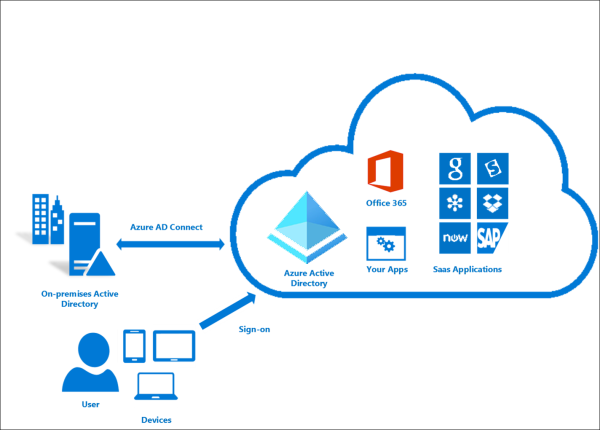 Office 365
g
now
SAP
Azure AD Connect
Azure Active
Directory
Your Apps
Saas Applications
On-premises Active
Directory
Sign-on
User
Devices